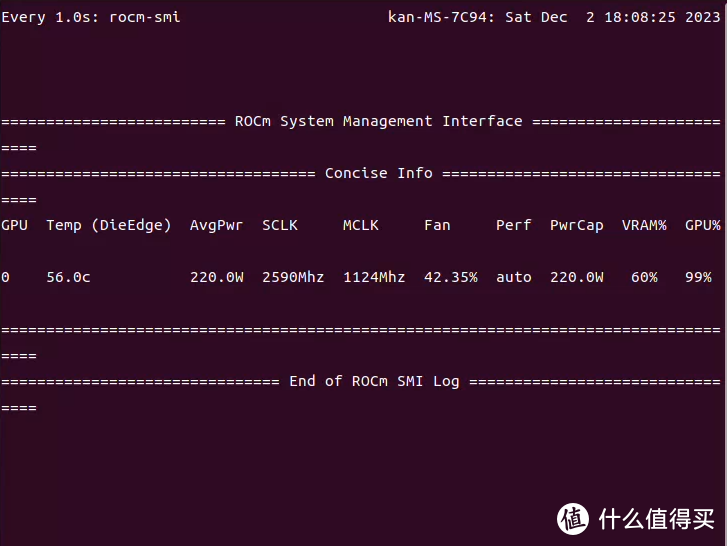 Every 1.0s: rocm-smi kan-MS-7C94: Sat Dec  2 18:08:25 2023
========================= ROCm System Management Interface =====================
====
=================================== Concise Info ===============================
====
GPU  Temp (DieEdge)  AvgPwr  SCLK     MCLK     Fan     Perf  PwrCap  VRAM%  GPU%
0    56.0c           220.0W  2590Mhz  1124Mhz  42.35%  auto  220.0W   60%   99%
================================================================================
====
=============================== End of ROCm SMI Log ============================
====
值 什么值得买